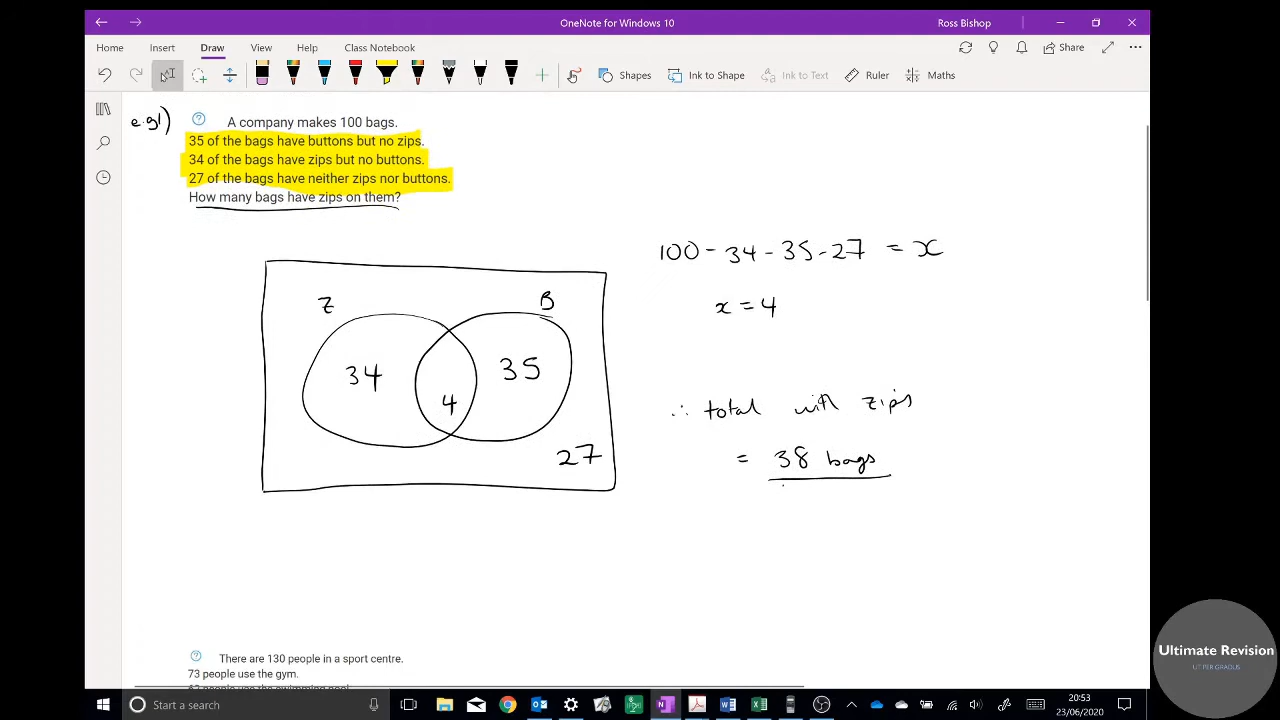 OneNote for Windows 10
Ross Bishop
Home Insert Draw View Help Class Notebook
Share
Shapes Ink to Shape Ink to Text Ruler Maths
e.g1)
A company makes 100 bags.
35 of the bags have buttons but no zips.
34 of the bags have zips but no buttons.
27 of the bags have neither zips nor buttons.
How many bags have zips on them?
100 - 34 - 35 - 27 = x
x = 4
Z B
34 4 35
27
∴ total with zips
= 38 bags
There are 130 people in a sport centre.
73 people use the gym.
Ultimate Revision
UT PER GRADUS
Start a search
20:53
23/06/2020